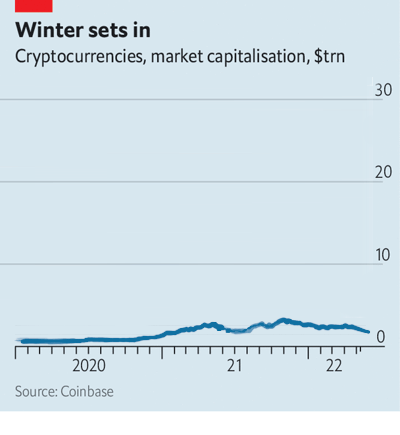 Winter sets in
Cryptocurrencies, market capitalisation, $trn
30
20
10
0
2020 21 22
Source: Coinbase